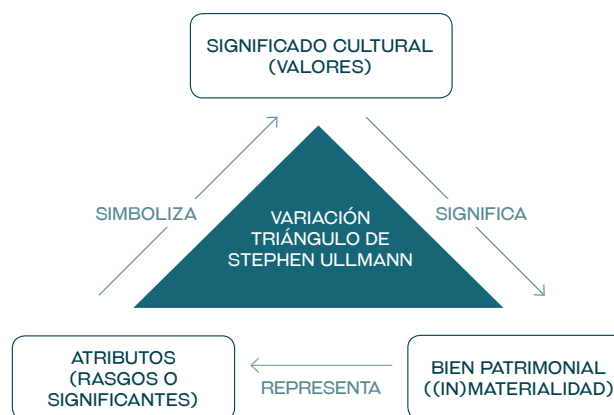 SIGNIFICADO CULTURAL
(VALORES)
SIMBOLIZA
VARIACIÓN
TRIÁNGULO DE
STEPHEN ULLMANN
SIGNIFICA
ATRIBUTOS
(RASGOS O
SIGNIFICANTES)
REPRESENTA
BIEN PATRIMONIAL
((IN)MATERIALIDAD)